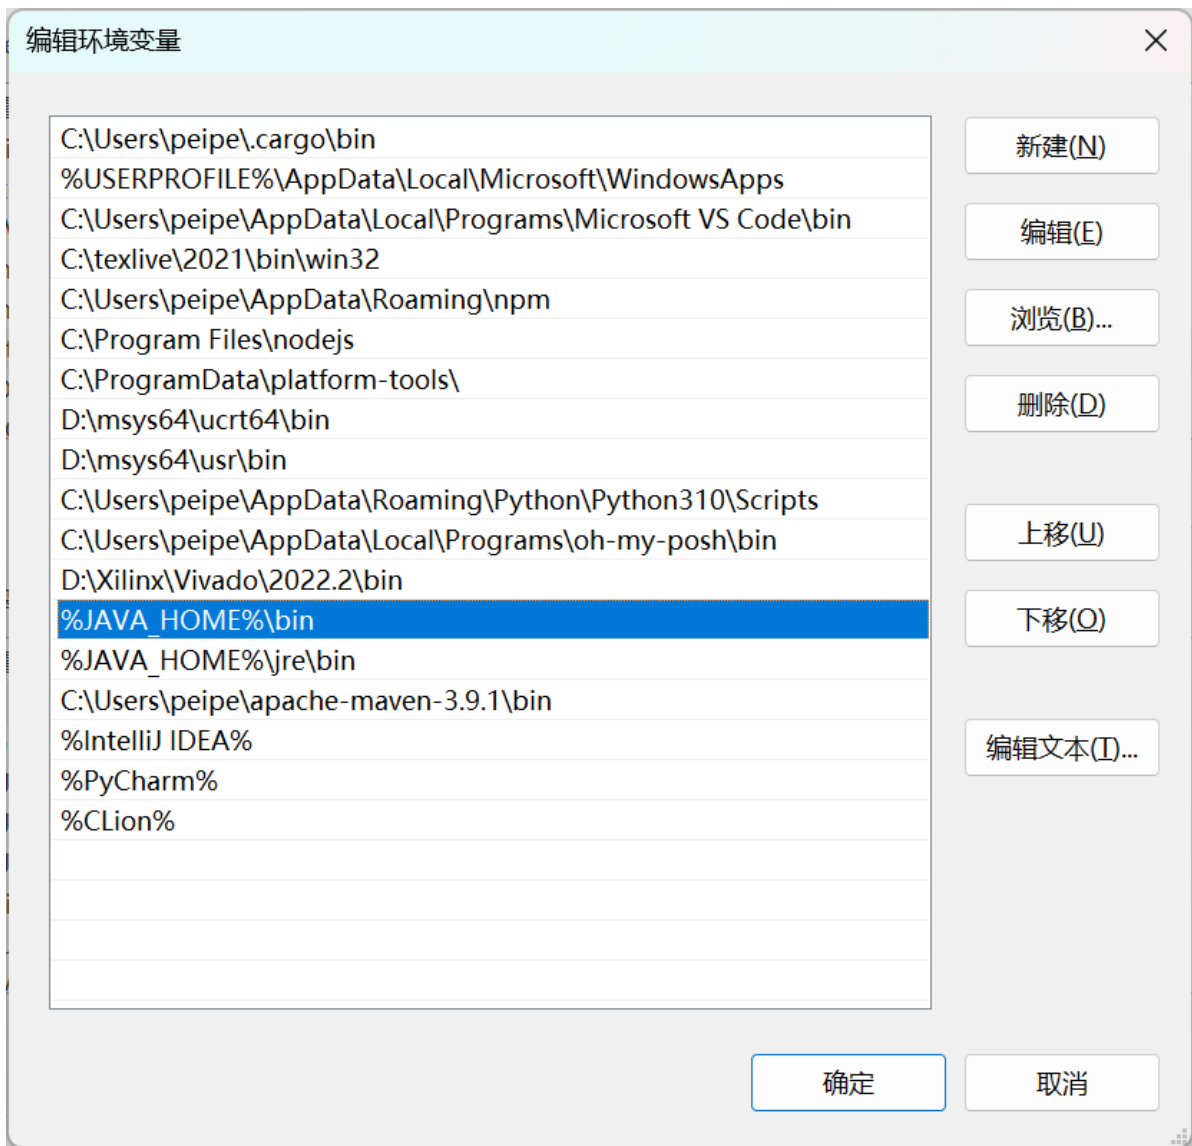 编辑环境变量
C:\Users\peipe\.cargo\bin
%USERPROFILE%\AppData\Local\Microsoft\WindowsApps
C:\Users\peipe\AppData\Local\Programs\Microsoft VS Code\bin
C:\texlive\2021\bin\win32
C:\Users\peipe\AppData\Roaming\npm
C:\Program Files\nodejs
C:\ProgramData\platform-tools\
D:\msys64\ucrt64\bin
D:\msys64\usr\bin
C:\Users\peipe\AppData\Roaming\Python\Python310\Scripts
C:\Users\peipe\AppData\Local\Programs\oh-my-posh\bin
D:\Xilinx\Vivado\2022.2\bin
%JAVA_HOME%\bin
%JAVA_HOME%\jre\bin
C:\Users\peipe\apache-maven-3.9.1\bin
%IntelliJ IDEA%
%PyCharm%
%CLion%
新建(N)
编辑(E)
浏览(B)...
删除(D)
上移(U)
下移(O)
编辑文本(T)...
确定
取消